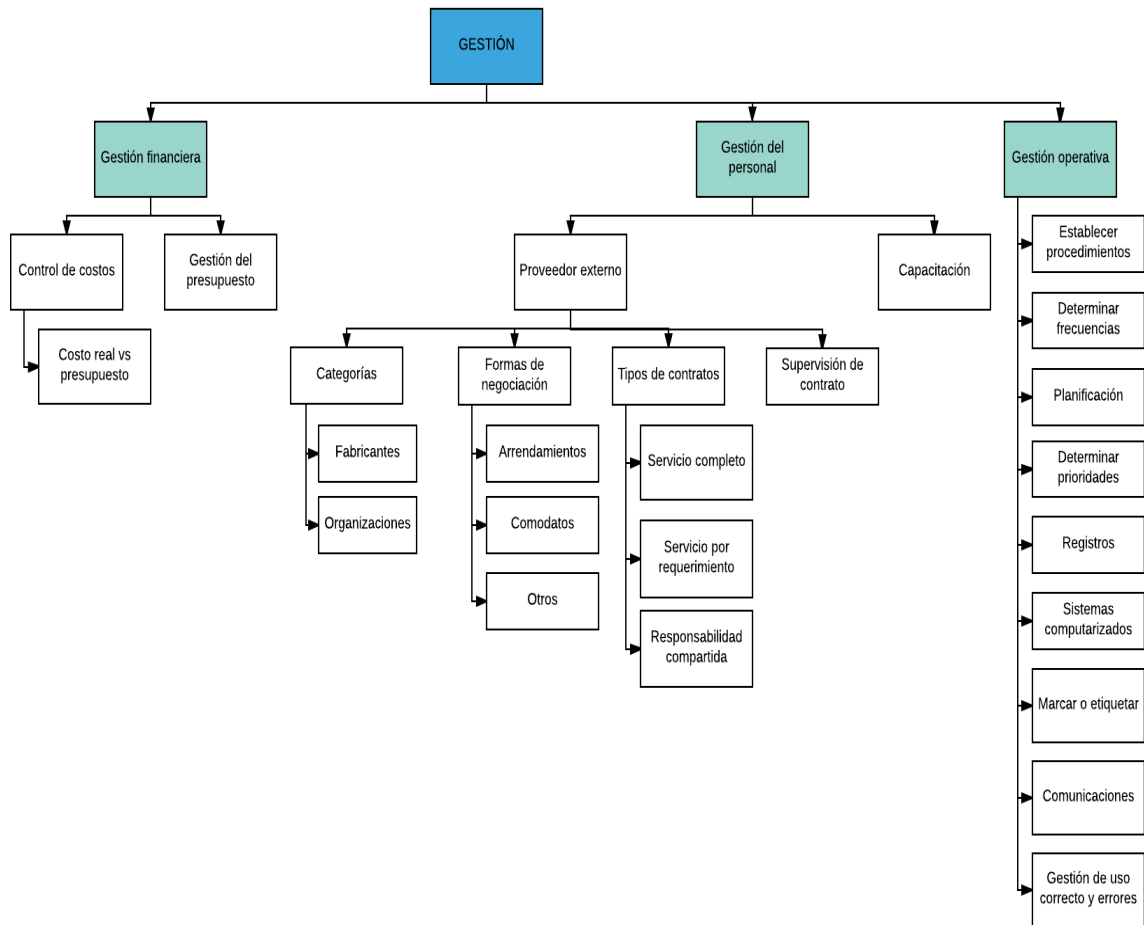 GESTIÓN
Gestión financiera
Gestión del
personal
Gestión operativa
Control de costos
Gestión del
presupuesto
Proveedor externo
Capacitación
Establecer
procedimientos
Costo real vs
presupuesto
Categorías
Formas de
negociación
Tipos de contratos
Supervisión de
contrato
Determinar
frecuencias
Fabricantes
Arrendamientos
Servicio completo
Planificación
Determinar
prioridades
Organizaciones
Comodatos
Servicio por
requerimiento
Registros
Otros
Responsabilidad
compartida
Sistemas
computarizados
Marcar o etiquetar
Comunicaciones
Gestión de uso
correcto y errores